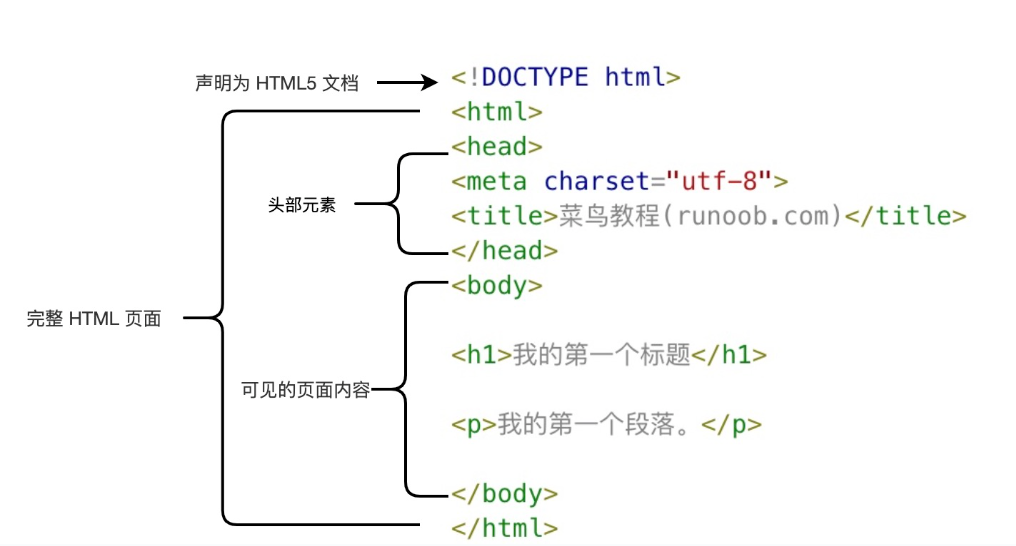 声明为 HTML5 文档
<!DOCTYPE html>
<html>
<head>
头部元素
<meta charset="utf-8">
<title>菜鸟教程(runoob.com)</title>
</head>
<body>
完整 HTML 页面
<h1>我的第一个标题</h1>
可见的页面内容
<p>我的第一个段落。</p>
</body>
</html>